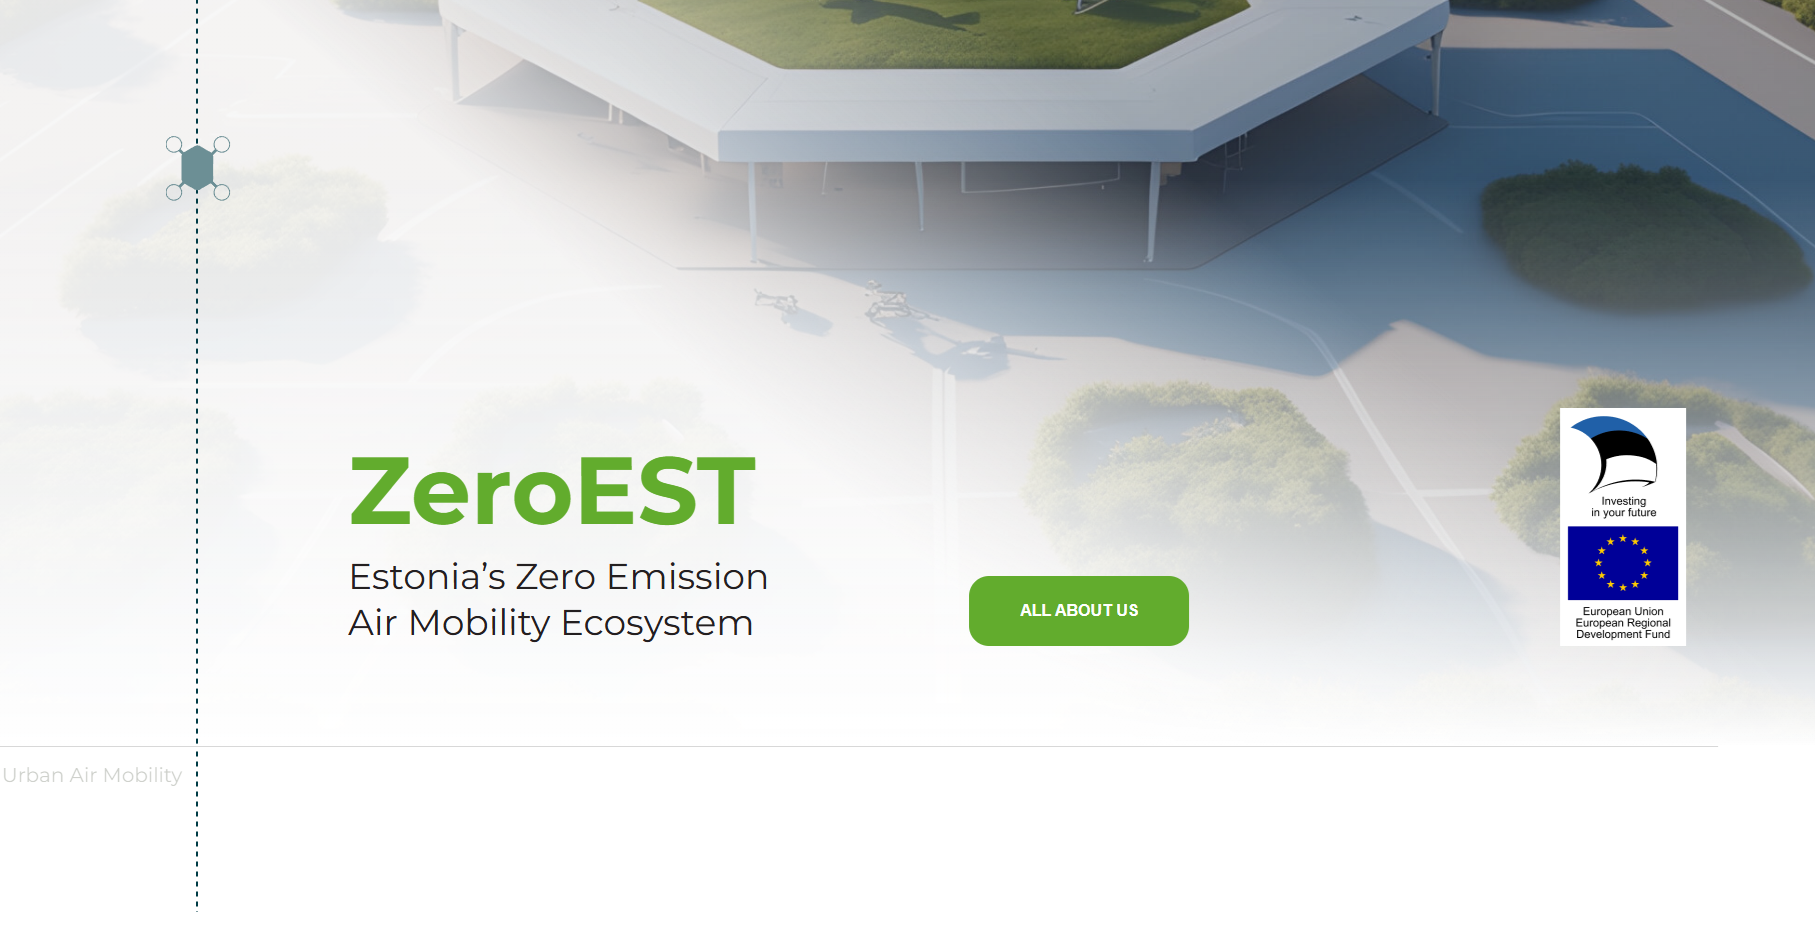 ZeroEST
Estonia’s Zero Emission
Air Mobility Ecosystem
ALL ABOUT US
Investing
in your future
European Union
European Regional
Development Fund
Urban Air Mobility